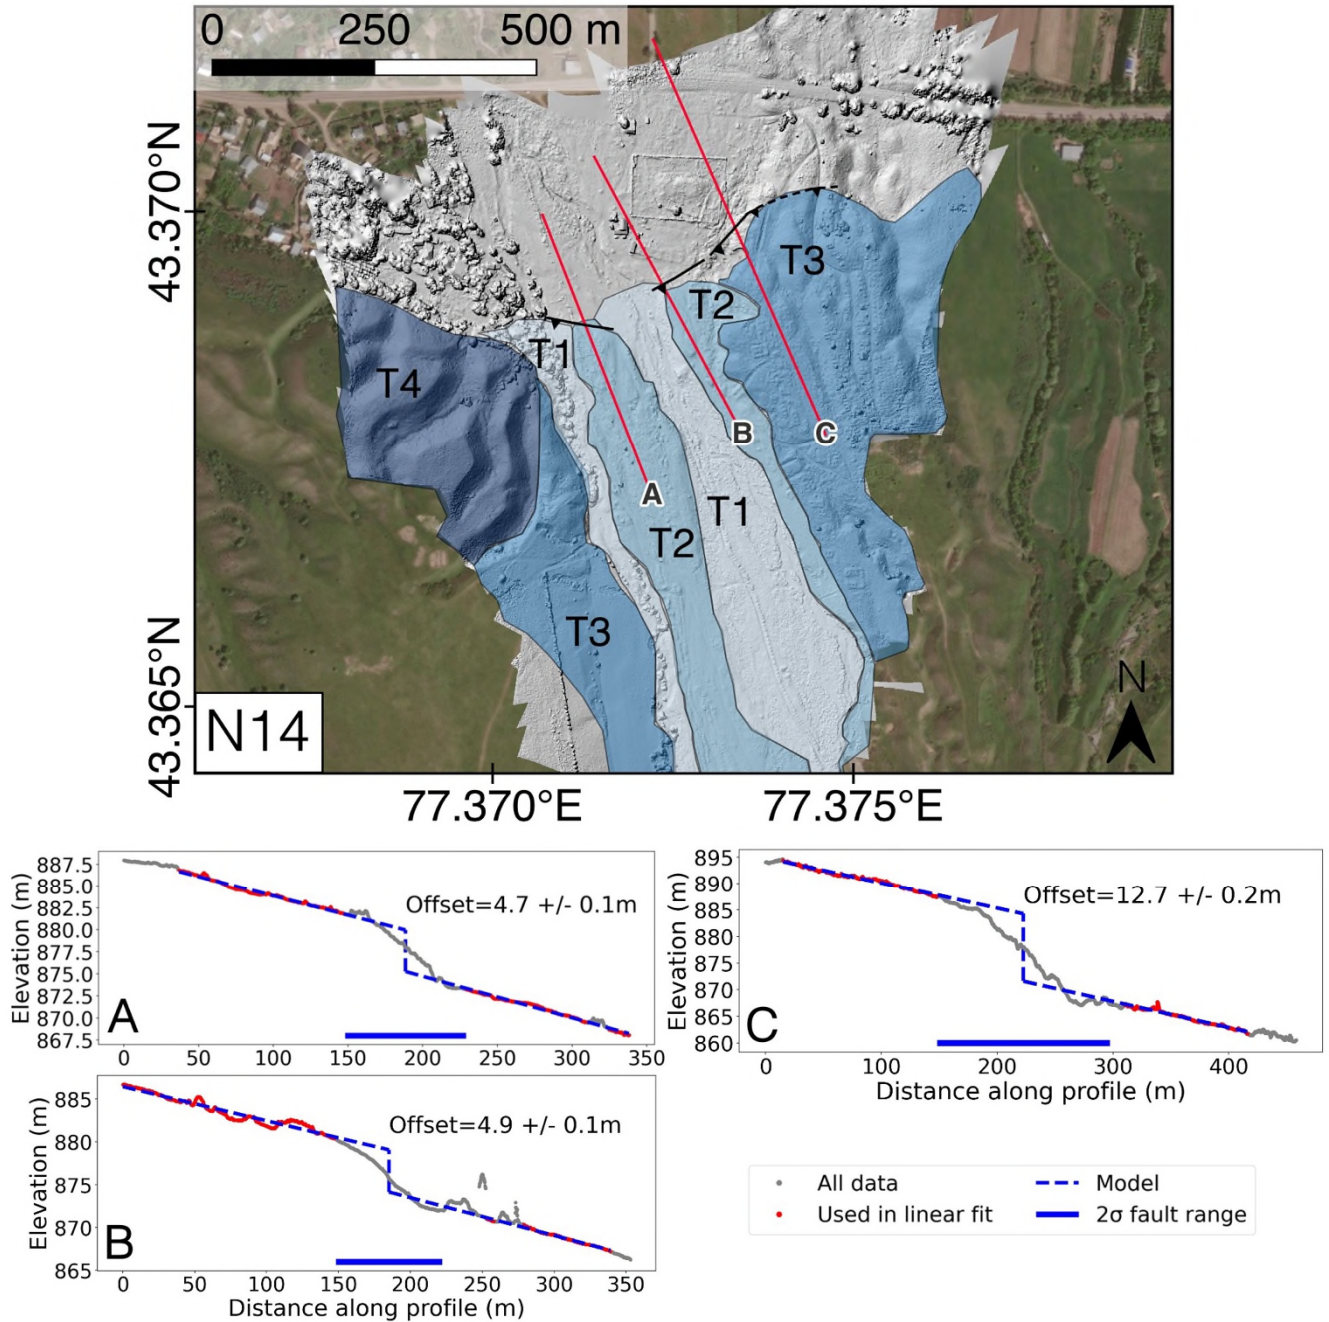 0 250 500 m
43.370°N
43.365°N
T3
T2
T1
T4
B
C
A
T1
T2
T3
N
N14
77.370°E 77.375°E
887.5
885.0
882.5
880.0
877.5
875.0
872.5
870.0
867.5
Elevation (m)
Offset=4.7 +/- 0.1m
A
0 50 100 150 200 250 300 350
895
890
885
880
875
870
865
860
Elevation (m)
Offset=12.7 +/- 0.2m
C
0 100 200 300 400
Distance along profile (m)
885
880
875
870
865
Elevation (m)
Offset=4.9 +/- 0.1m
B
0 50 100 150 200 250 300 350
Distance along profile (m)
All data
Used in linear fit
Model
2σ fault range